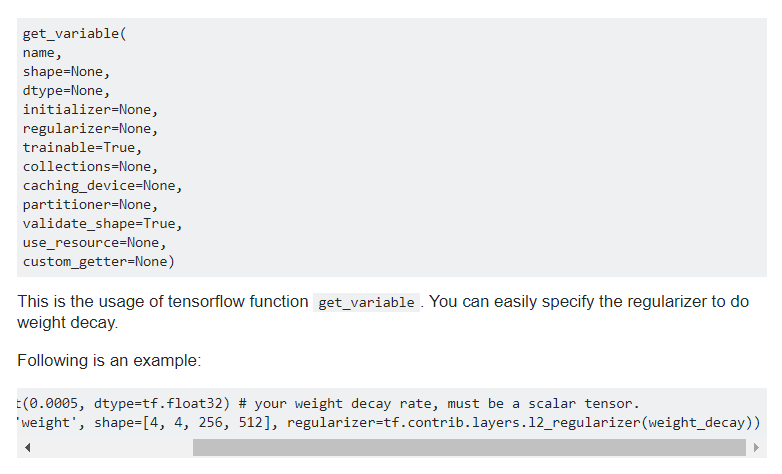 get_variable(
name,
shape=None,
dtype=None,
initializer=None,
regularizer=None,
trainable=True,
collections=None,
caching_device=None,
partitioner=None,
validate_shape=True,
use_resource=None,
custom_getter=None)
This is the usage of tensorflow function get_variable . You can easily specify the regularizer to do
weight decay.
Following is an example:
t(0.0005, dtype=tf.float32) # your weight decay rate, must be a scalar tensor.
'weight', shape=[4, 4, 256, 512], regularizer=tf.contrib.layers.l2_regularizer(weight_decay))